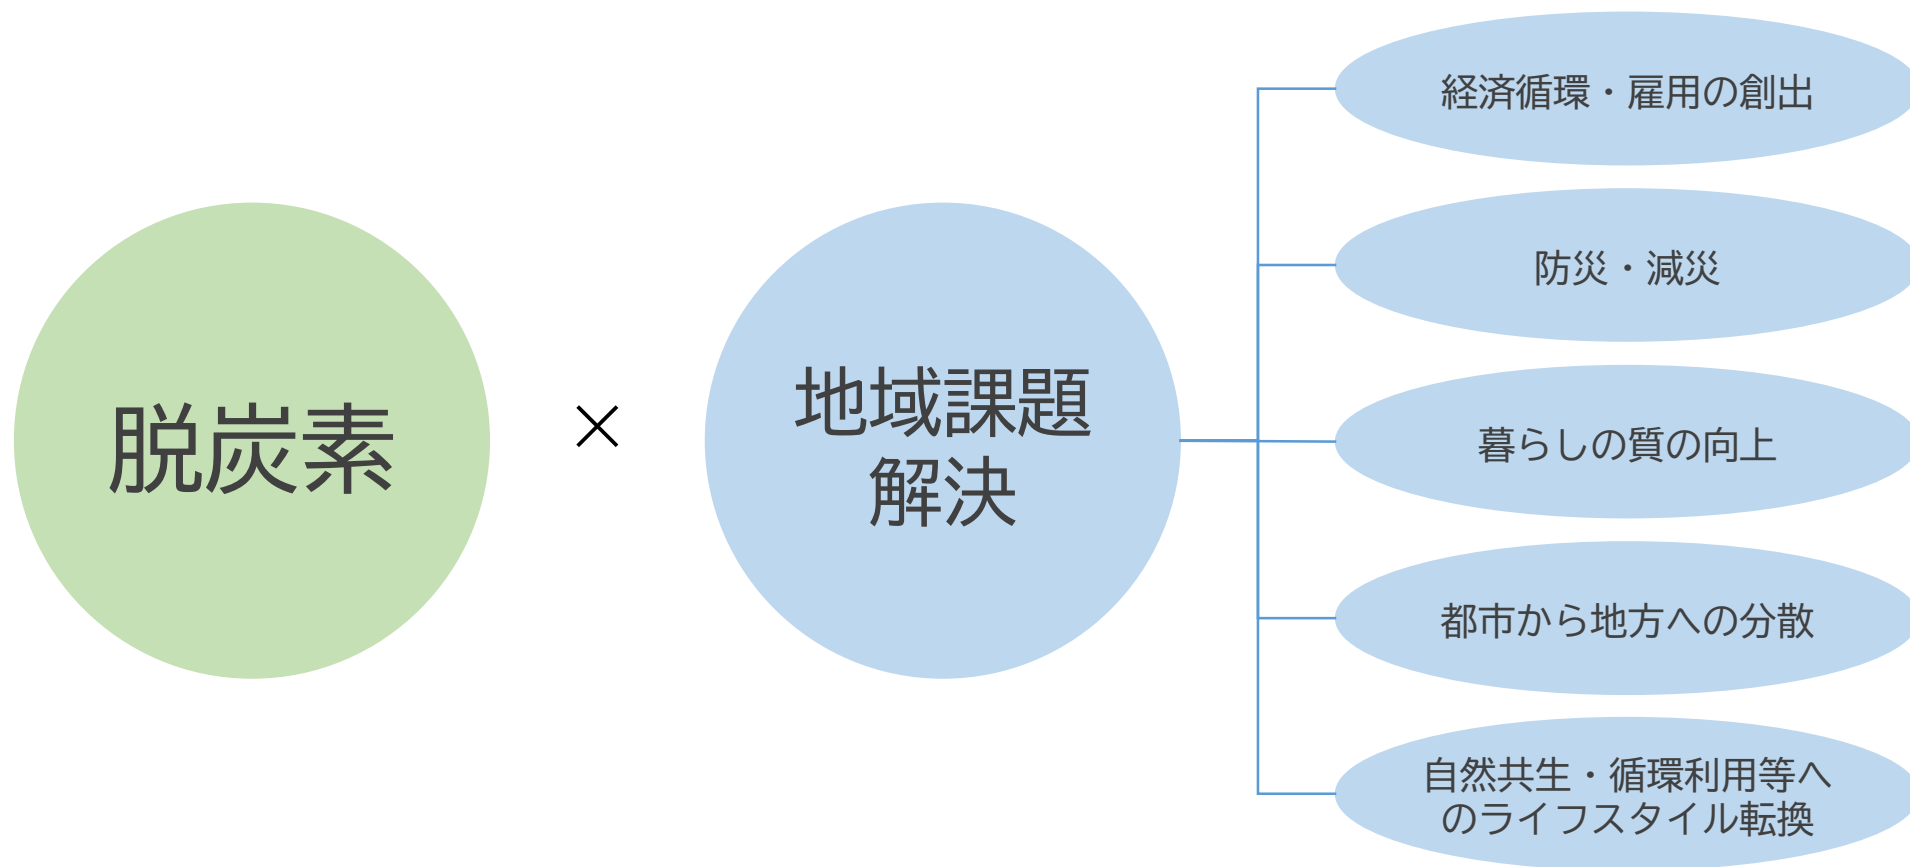 脱炭素
×
地域課題
解決
経済循環・雇用の創出
防災・減災
暮らしの質の向上
都市から地方への分散
自然共生・循環利用等へ
のライフスタイル転換